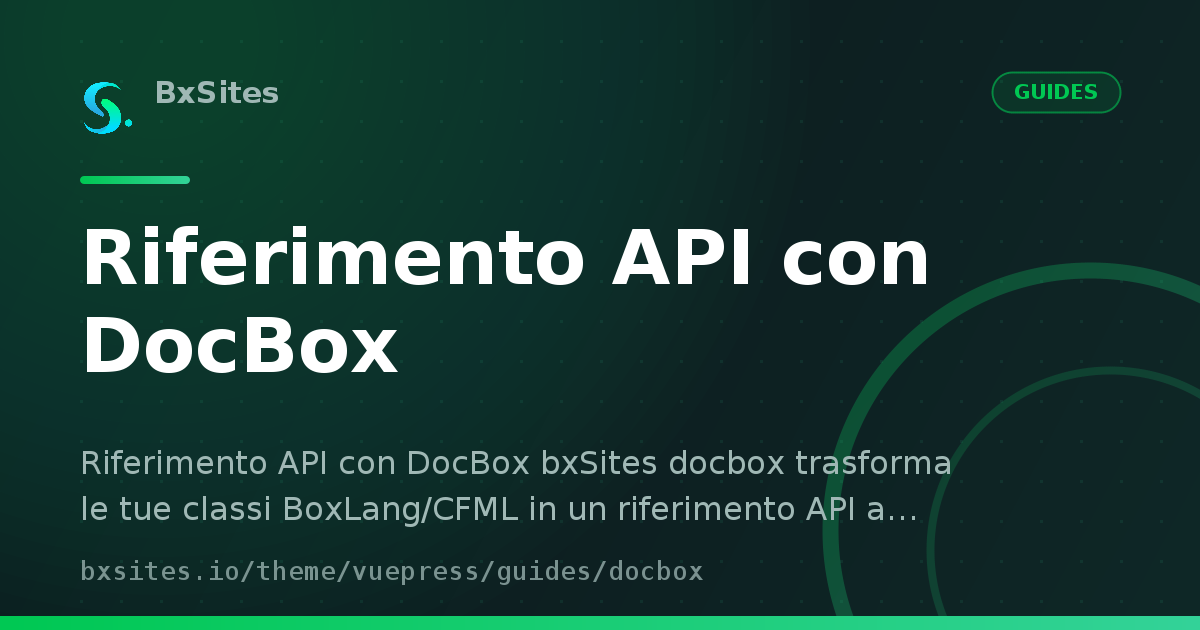 BxSites
GUIDES
Riferimento API con
DocBox
Riferimento API con DocBox bxSites docbox trasforma
le tue classi BoxLang/CFML in un riferimento API a...
bxsites.io/theme/vuepress/guides/docbox